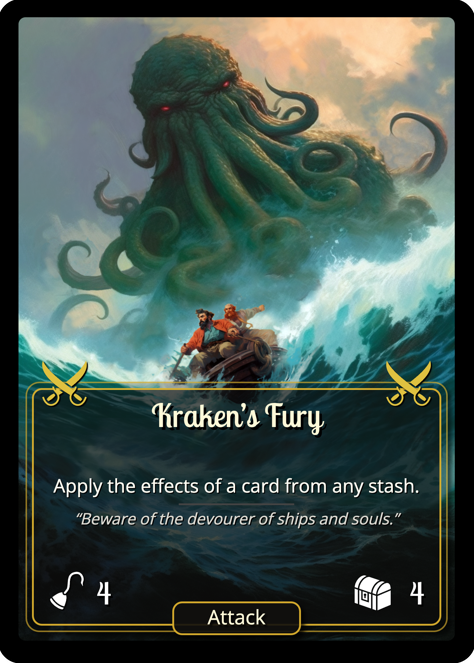 Kraken's Fury
Apply the effects of a card from any stash.
“Beware of the devourer of ships and souls.”
4
4
Attack